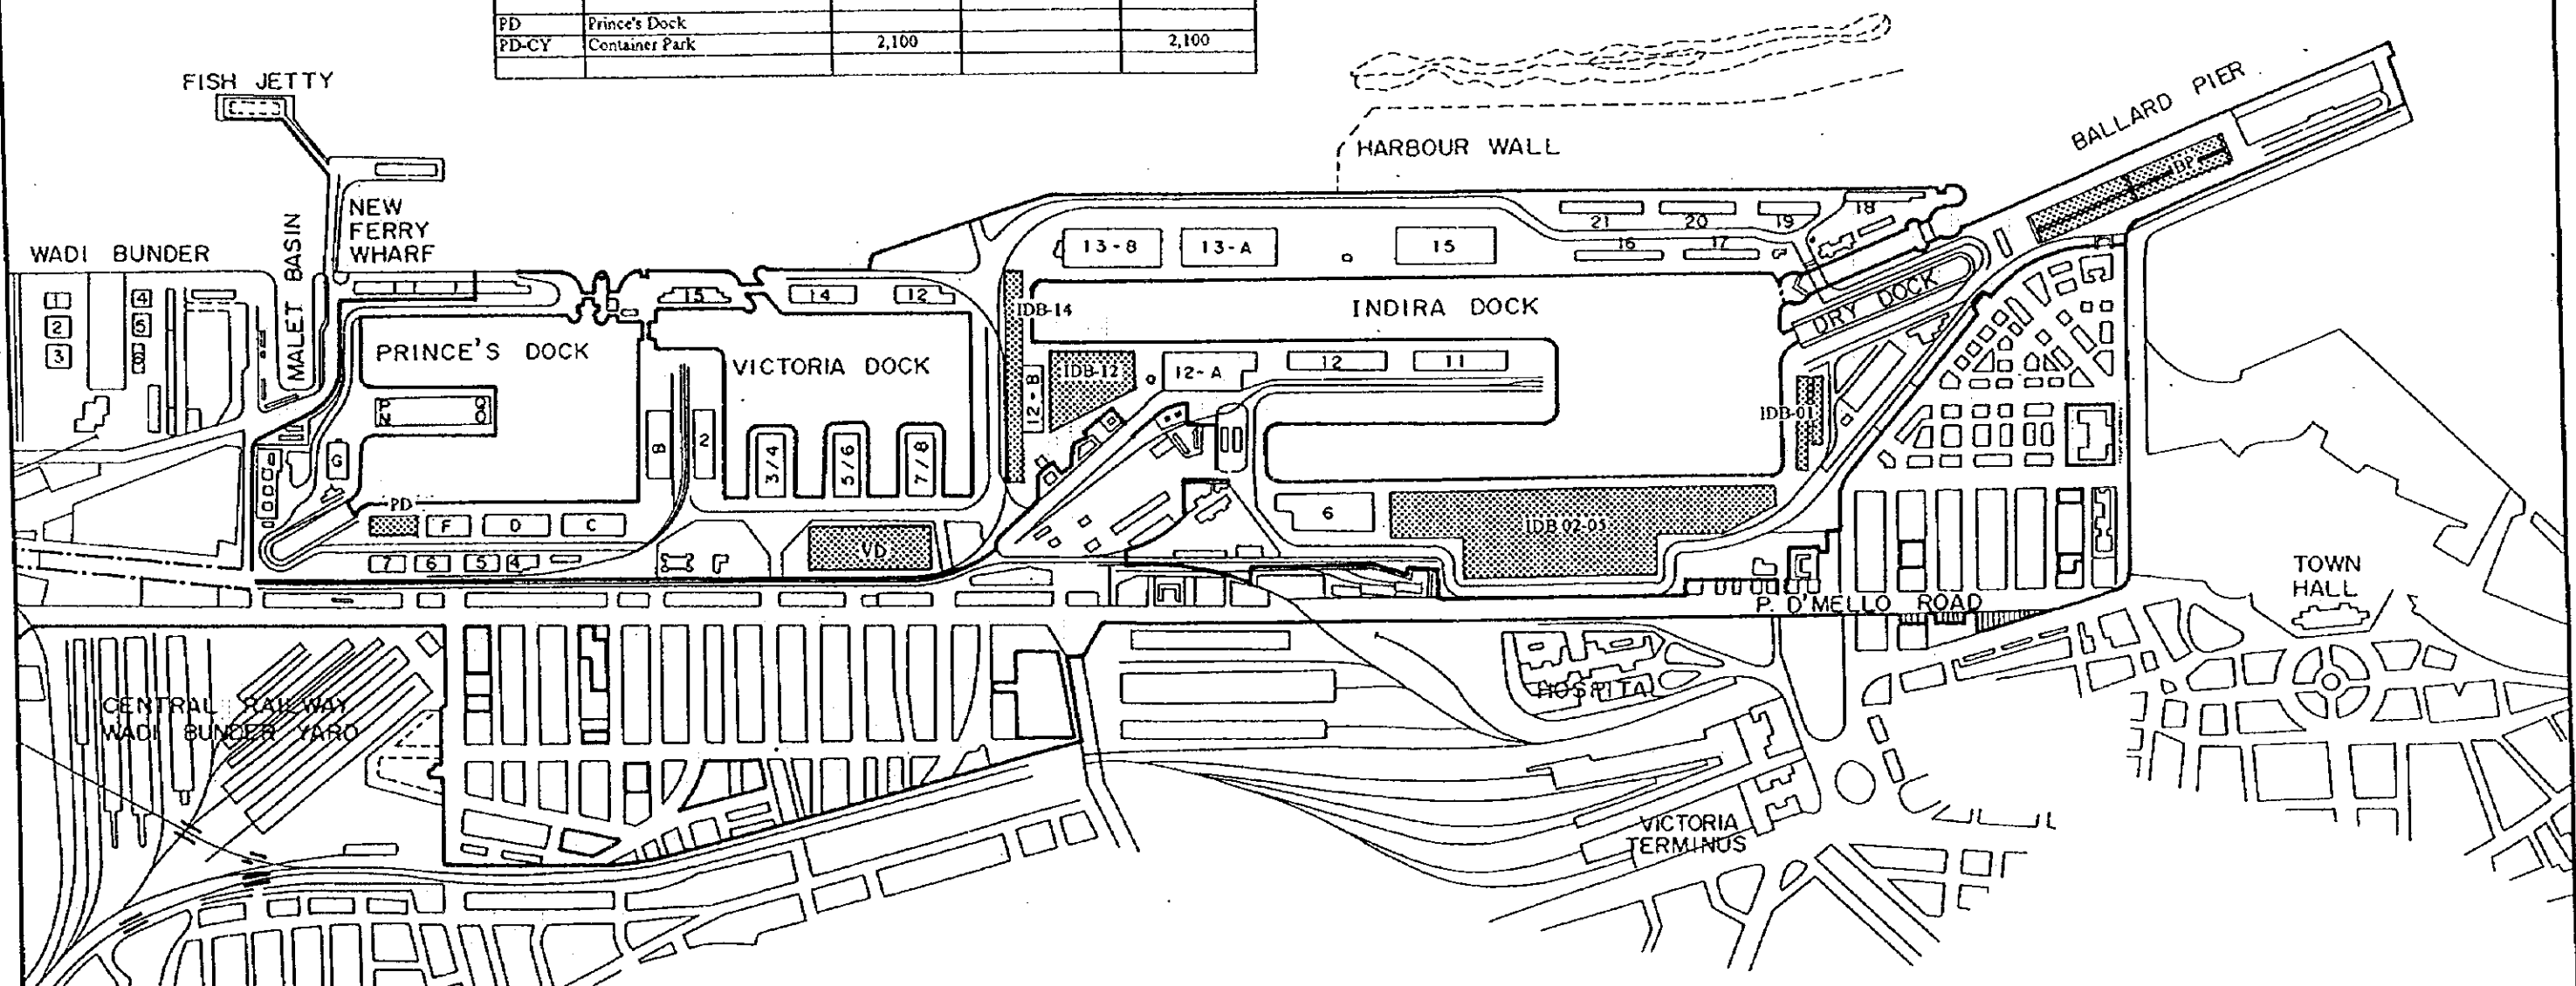 PD Prince's Dock
PD-CY Container Park 2,100 2,100
FISH JETTY
BALLARD PIER
BP
HARBOUR WALL
NEW
FERRY
WHARF
MALET BASIN
WADI BUNDER
21 20 19 18
16 17
13-B 13-A 15
1 4
2 5
3 6
15 14 12
IDB-14
INDIRA DOCK
DRY DOCK
PRINCE'S DOCK
VICTORIA DOCK
IDB-12
12-B
12-A
12 11
P O
N O
IDB-01
G
B 2 3/4 5/6 7/8
PD
F D C
6
IDB 02-05
VD
7 6 5 4
TOWN
HALL
P. D'MELLO ROAD
HOSPITAL
CENTRAL RAILWAY
WADI BUNDER YARD
VICTORIA
TERMINUS